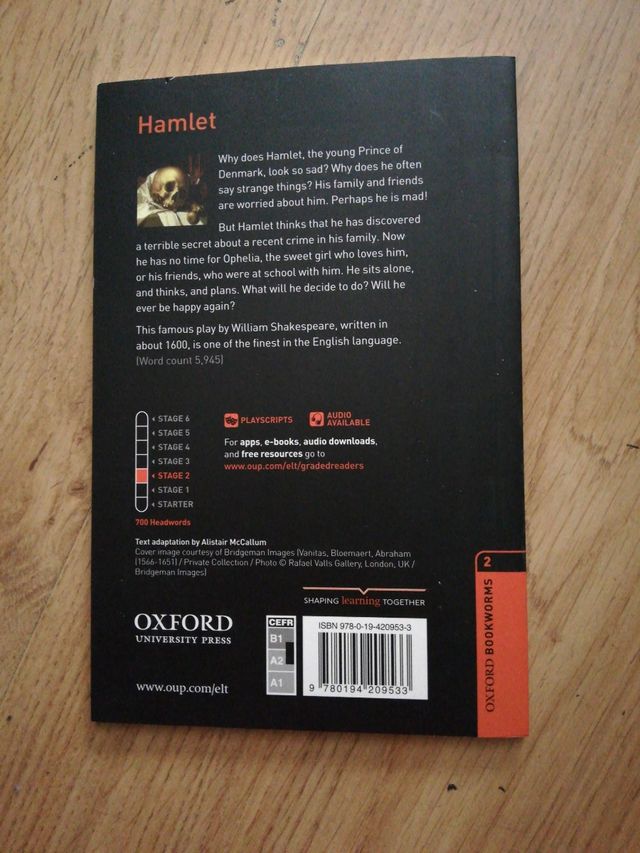 Hamlet
Why does Hamlet, the young Prince of
Denmark, look so sad? Why does he often
say strange things? His family and friends
are worried about him. Perhaps he is mad!
But Hamlet thinks that he has discovered
a terrible secret about a recent crime in his family. Now
he has no time for Ophelia, the sweet girl who loves him,
or his friends, who were at school with him. He sits alone,
and thinks, and plans. What will he decide to do? Will he
ever be happy again?
This famous play by William Shakespeare, written in
about 1600, is one of the finest in the English language.
(Word count 5,945)
STAGE 6
STAGE 5
STAGE 4
STAGE 3
STAGE 2
STAGE 1
STARTER
700 Headwords
PLAYSCRIPTS
AUDIO
AVAILABLE
For apps, e-books, audio downloads,
and free resources go to
www.oup.com/elt/gradedreaders
Text adaptation by Alistair McCallum
Cover image courtesy of Bridgeman Images (Vanitas, Bloemaert, Abraham
(1566-1651) / Private Collection / Photo © Rafael Valls Gallery, London, UK /
Bridgeman Images)
SHAPING learning TOGETHER
OXFORD
UNIVERSITY PRESS
www.oup.com/elt
CEFR
B1
A2
A1
ISBN 978-0-19-420953-3
9 780194 209533
2
OXFORD BOOKWORMS